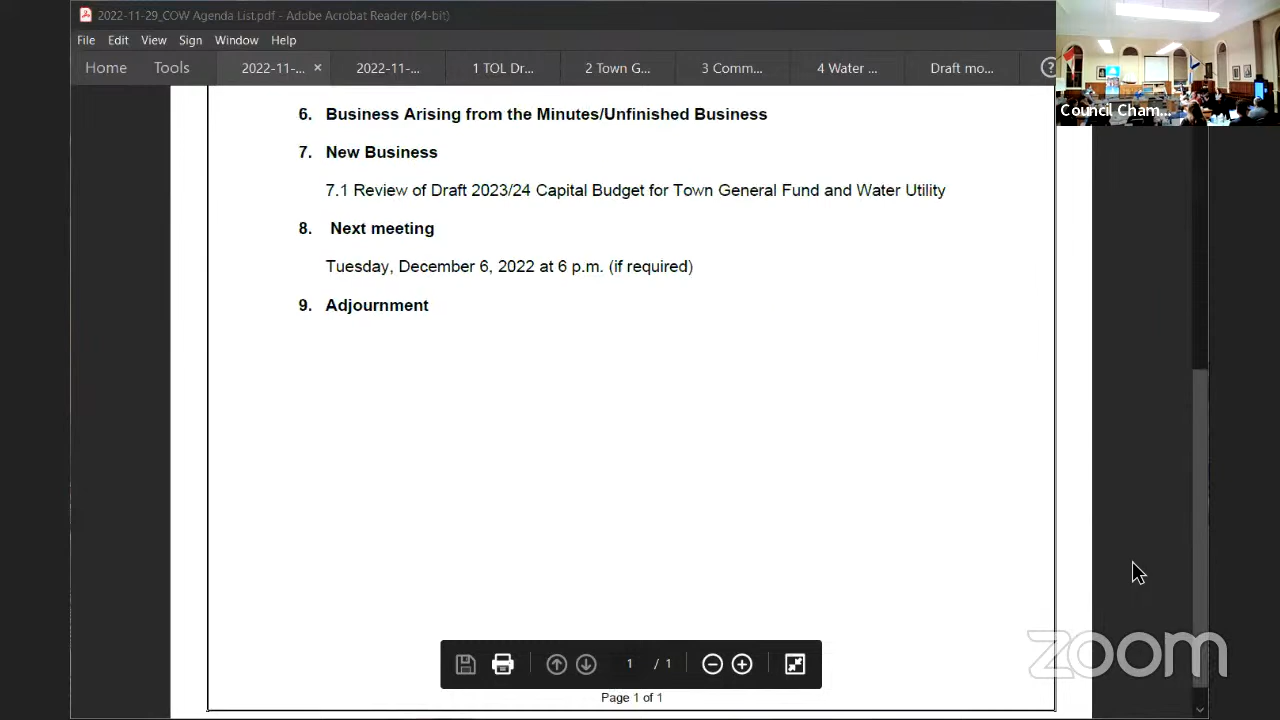 2022-11-29_COW Agenda List.pdf - Adobe Acrobat Reader (64-bit)
File Edit View Sign Window Help
Home Tools 2022-11-... × 2022-11-... 1 TOL Dr... 2 Town G... 3 Comm... 4 Water ... Draft mo... ?
Council Cham...
6. Business Arising from the Minutes/Unfinished Business
7. New Business
7.1 Review of Draft 2023/24 Capital Budget for Town General Fund and Water Utility
8. Next meeting
Tuesday, December 6, 2022 at 6 p.m. (if required)
9. Adjournment
zoom
1 / 1
Page 1 of 1